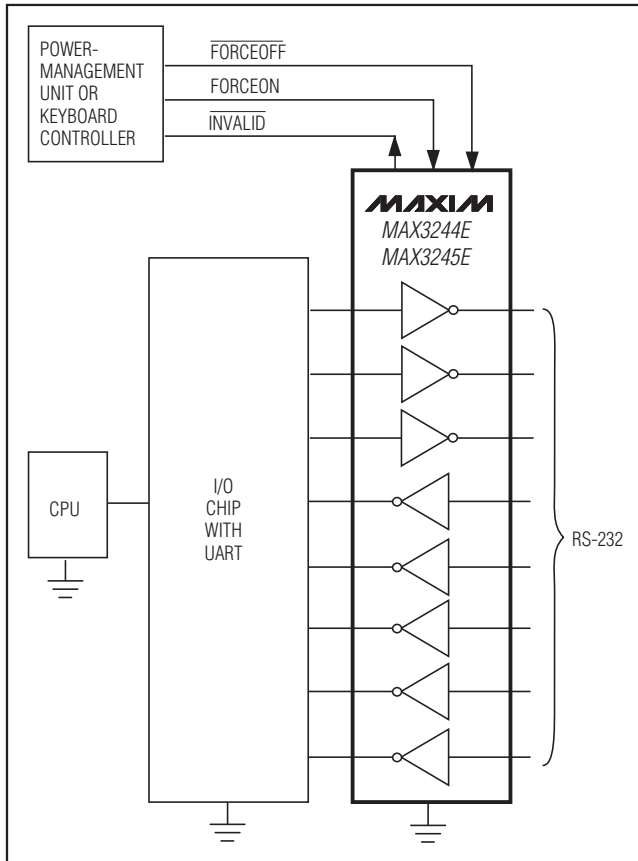 POWER-
MANAGEMENT
UNIT OR
KEYBOARD
CONTROLLER
FORCEOFF
FORCEON
INVALID
MAXIM
MAX3244E
MAX3245E
CPU
I/O
CHIP
WITH
UART
RS-232